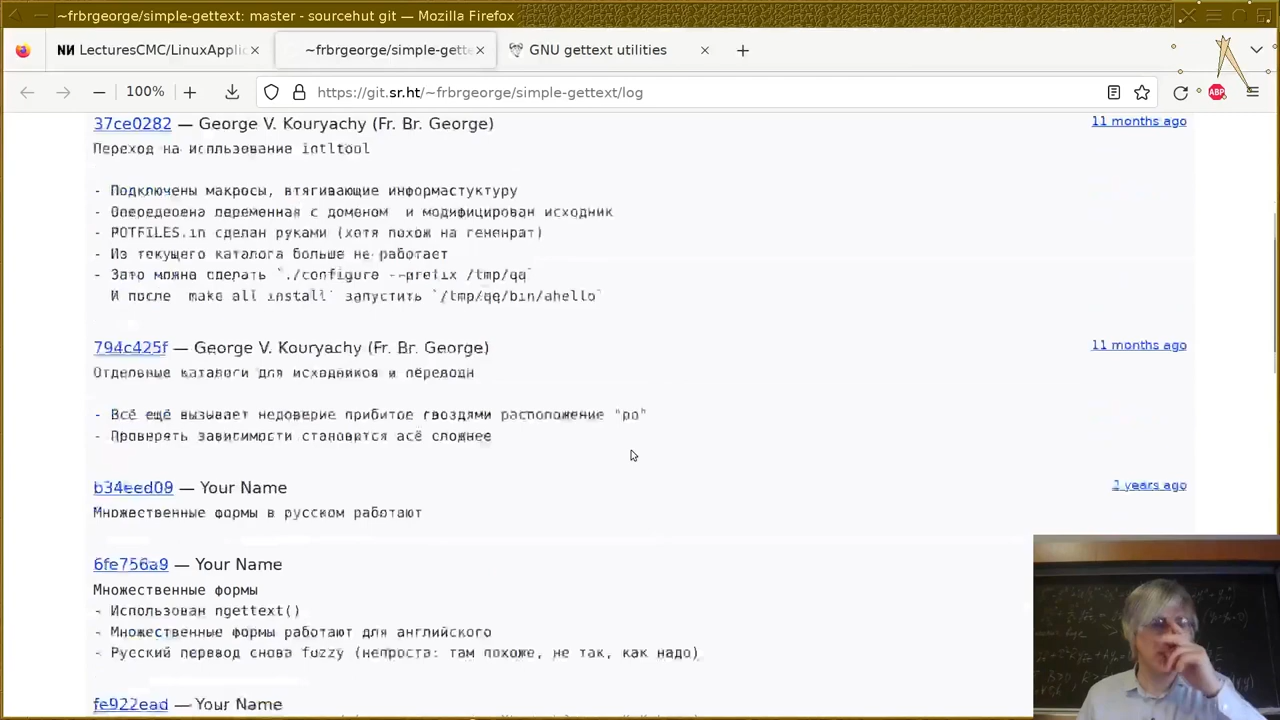 ~frbrgeorge/simple-gettext: master - sourcehut git — Mozilla Firefox
LecturesCMC/LinuxApplic
~frbrgeorge/simple-gette
GNU gettext utilities
100%
https://git.sr.ht/~frbrgeorge/simple-gettext/log
37ce0282 — George V. Kouryachy (Fr. Br. George)
11 months ago
Переход на использование intltool
- Подключены макросы, втягивающие информастуктуру
- Определена переменная с доменом и модифицирован исходник
- POTFILES.in сделан руками (хотя похож на генерат)
- Из текущего каталога больше не работает
- Зато можна сделать `./configure --prefix /tmp/qq`
И после `make all install` запустить `/tmp/qq/bin/ahello`
794c425f — George V. Kouryachy (Fr. Br. George)
11 months ago
Отдельные каталоги для исходников и перевода
- Всё ещё вызывает недоверие прибитое гвоздями расположение "po"
- Проверять зависимости становится всё сложнее
b34eed09 — Your Name
years ago
Множественные формы в русском работают
6fe756a9 — Your Name
Множественные формы
- Использован ngettext()
- Множественные формы работают для английского
- Русский перевод снова fuzzy (непроста: там похоже, не так, как надо)
fe922ead — Your Name